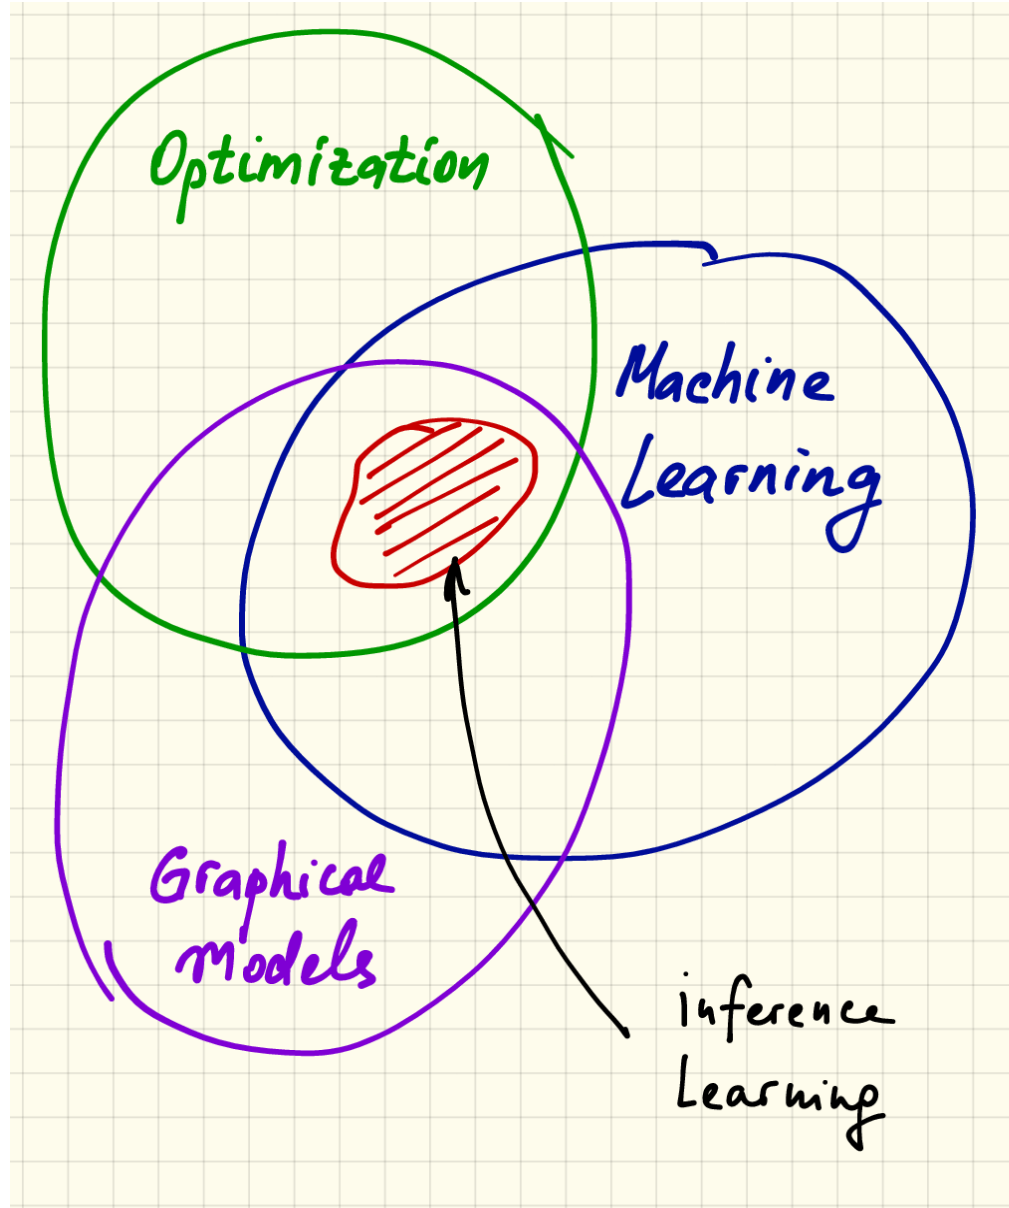 Optimization
Machine
Learning
Graphical
Models
inference
Learning